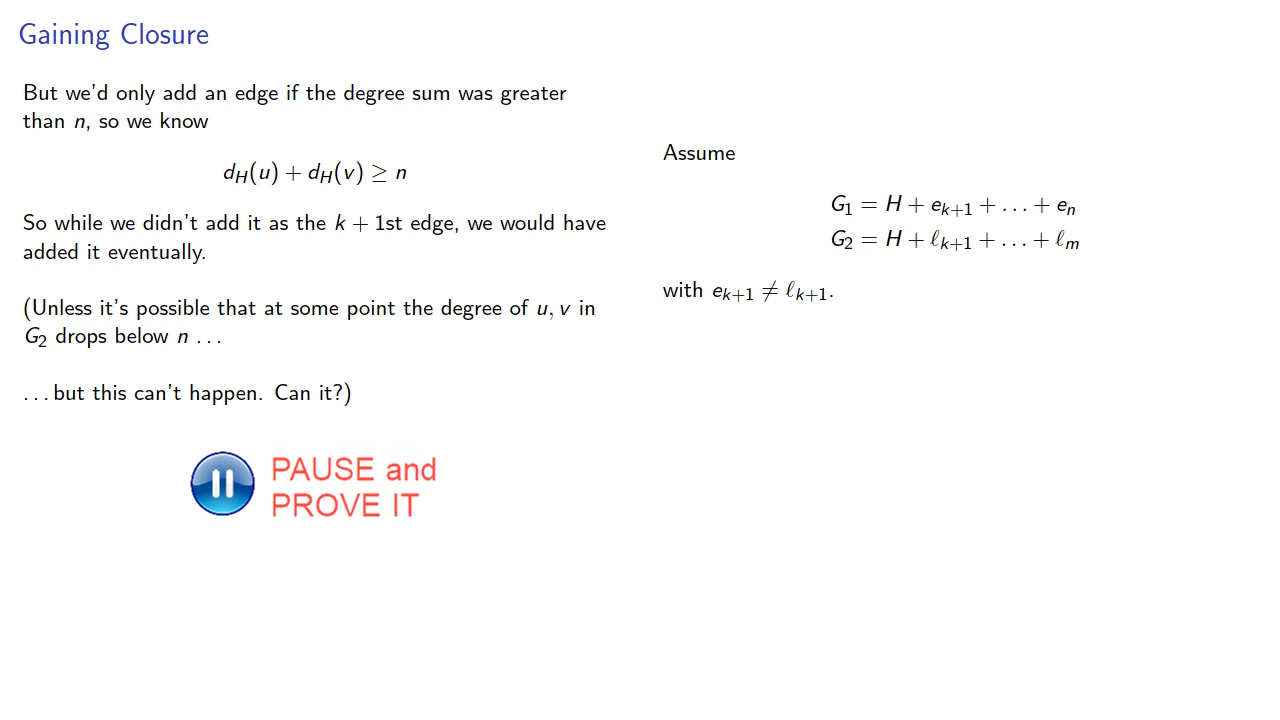 Gaining Closure
But we'd only add an edge if the degree sum was greater
than n, so we know
d_H(u) + d_H(v) ≥ n
So while we didn't add it as the k + 1st edge, we would have
added it eventually.
(Unless it's possible that at some point the degree of u, v in
G₂ drops below n . . .
. . . but this can't happen. Can it?)
PAUSE and
PROVE IT
Assume
G₁ = H + e_{k+1} + . . . + e_n
G₂ = H + ℓ_{k+1} + . . . + ℓ_m
with e_{k+1} ≠ ℓ_{k+1}.